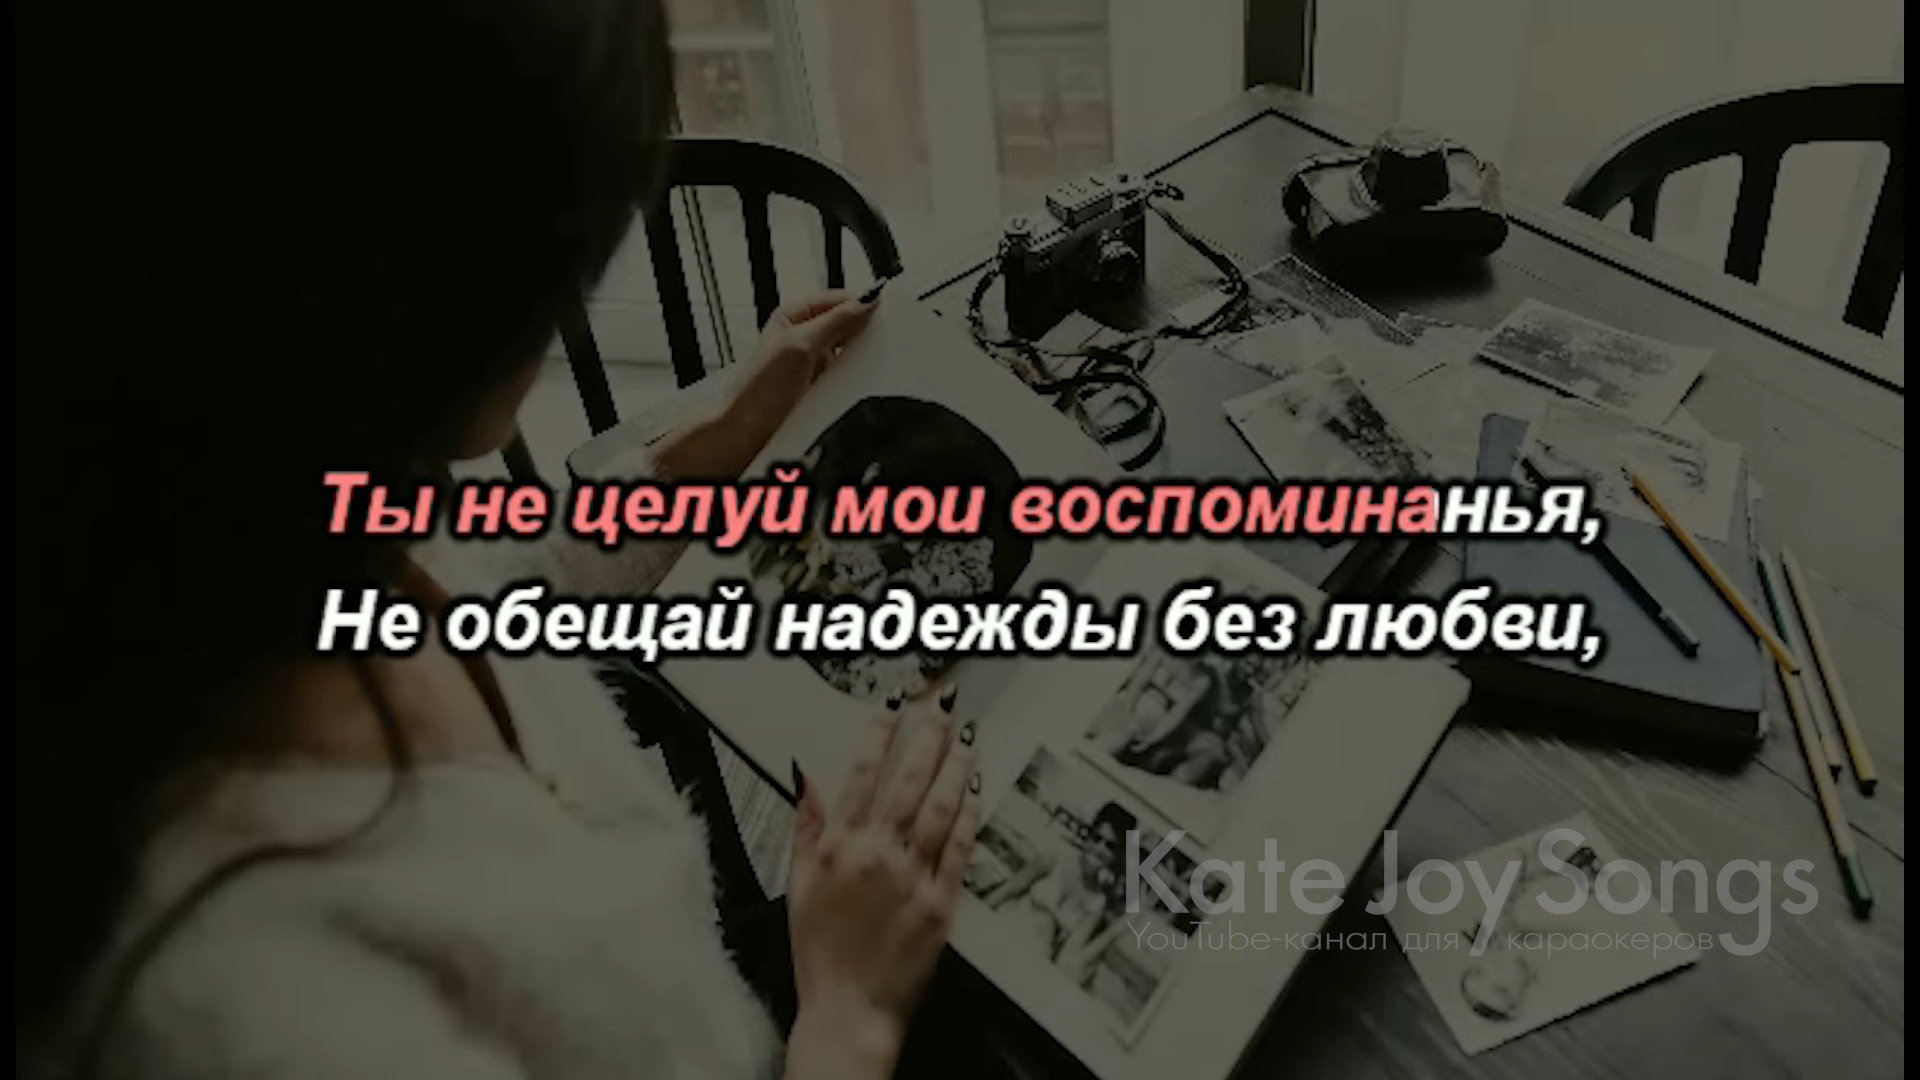 Ты не целуй мои воспоминанья,
Не обещай надежды без любви,
Kate Joy Songs
YouTube-канал для караокеров